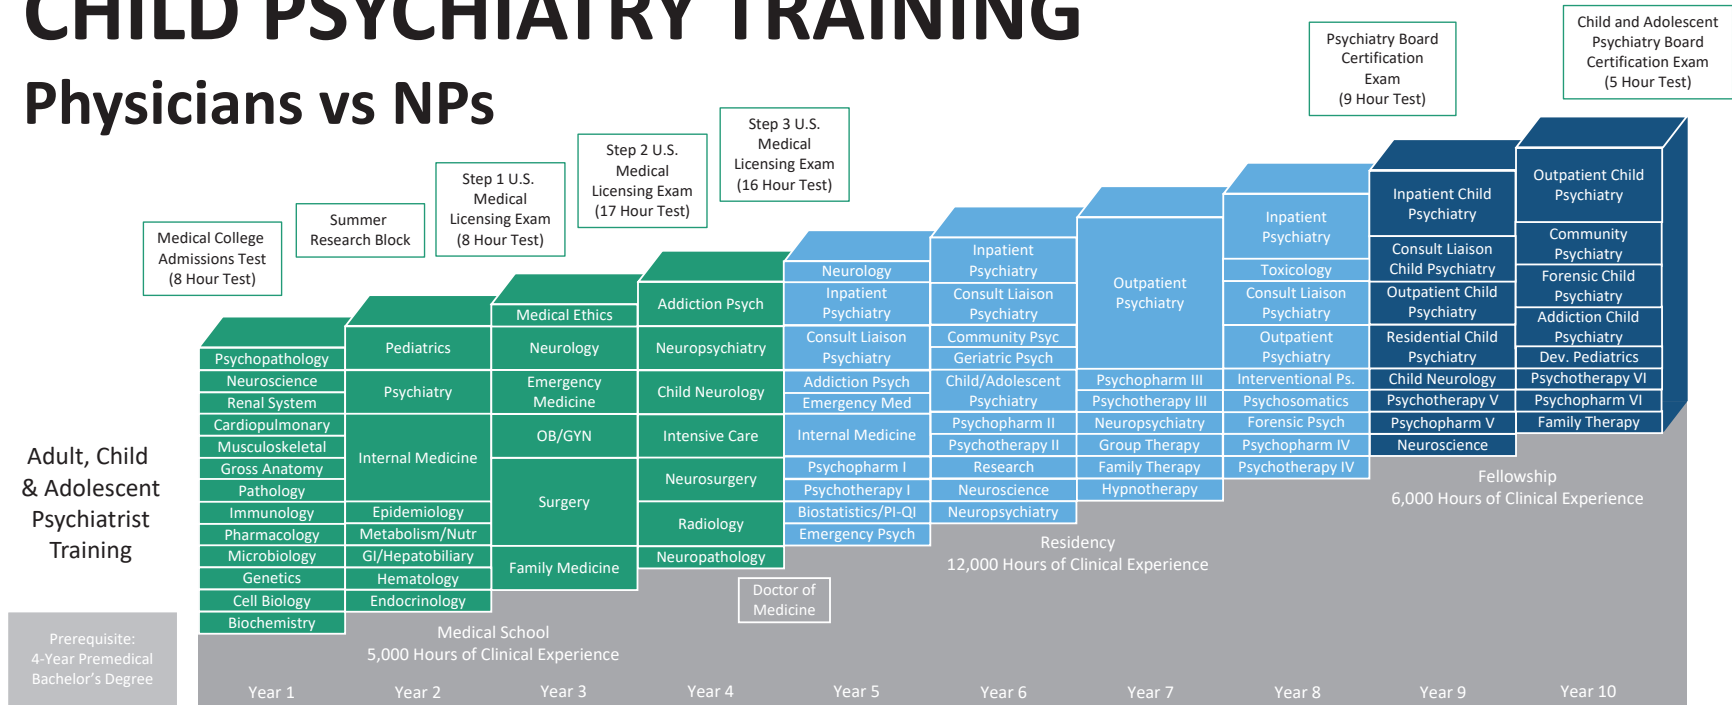 CHILD PSYCHIATRY TRAINING
Physicians vs NPs
Medical College
Admissions Test
(8 Hour Test)
Summer
Research Block
Step 1 U.S.
Medical
Licensing Exam
(8 Hour Test)
Step 2 U.S.
Medical
Licensing Exam
(17 Hour Test)
Step 3 U.S.
Medical
Licensing Exam
(16 Hour Test)
Psychiatry Board
Certification
Exam
(9 Hour Test)
Child and Adolescent
Psychiatry Board
Certification Exam
(5 Hour Test)
Adult, Child
& Adolescent
Psychiatrist
Training
Prerequisite:
4-Year Premedical
Bachelor's Degree
Psychopathology
Neuroscience
Renal System
Cardiopulmonary
Musculoskeletal
Gross Anatomy
Pathology
Immunology
Pharmacology
Microbiology
Genetics
Cell Biology
Biochemistry
Year 1
Pediatrics
Psychiatry
Internal Medicine
Epidemiology
Metabolism/Nutr
GI/Hepatobiliary
Hematology
Endocrinology
Year 2
Medical Ethics
Neurology
Emergency
Medicine
OB/GYN
Surgery
Family Medicine
Year 3
Addiction Psych
Neuropsychiatry
Child Neurology
Intensive Care
Neurosurgery
Radiology
Neuropathology
Year 4
Medical School
5,000 Hours of Clinical Experience
Doctor of
Medicine
Neurology
Inpatient
Psychiatry
Consult Liaison
Psychiatry
Addiction Psych
Emergency Med
Internal Medicine
Psychopharm I
Psychotherapy I
Biostatistics/PI-QI
Emergency Psych
Year 5
Inpatient
Psychiatry
Consult Liaison
Psychiatry
Community Psyc
Geriatric Psych
Child/Adolescent
Psychiatry
Psychopharm II
Psychotherapy II
Research
Neuroscience
Neuropsychiatry
Year 6
Outpatient
Psychiatry
Psychopharm III
Psychotherapy III
Neuropsychiatry
Group Therapy
Family Therapy
Hypnotherapy
Year 7
Inpatient
Psychiatry
Toxicology
Consult Liaison
Psychiatry
Outpatient
Psychiatry
Interventional Ps.
Psychosomatics
Forensic Psych
Psychopharm IV
Psychotherapy IV
Year 8
Residency
12,000 Hours of Clinical Experience
Inpatient Child
Psychiatry
Consult Liaison
Child Psychiatry
Outpatient Child
Psychiatry
Residential Child
Psychiatry
Child Neurology
Psychotherapy V
Psychopharm V
Neuroscience
Year 9
Outpatient Child
Psychiatry
Community
Psychiatry
Forensic Child
Psychiatry
Addiction Child
Psychiatry
Dev. Pediatrics
Psychotherapy VI
Psychopharm VI
Family Therapy
Year 10
Fellowship
6,000 Hours of Clinical Experience